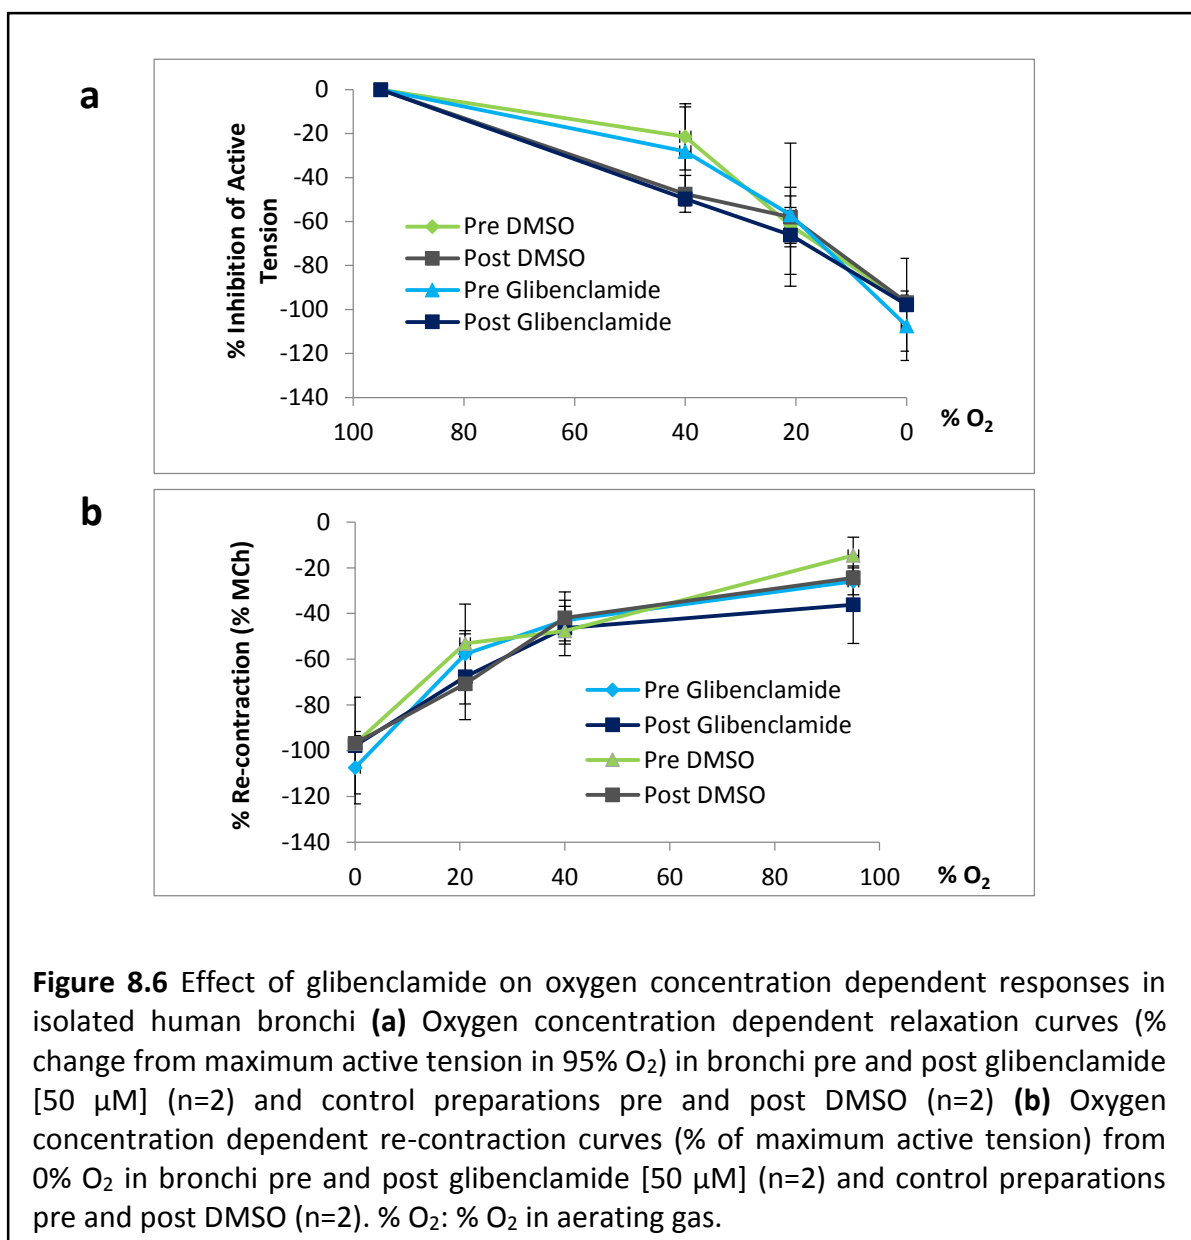 a
% Inhibition of Active
Tension
0
-20
-40
-60
-80
-100
-120
-140
Pre DMSO
Post DMSO
Pre Glibenclamide
Post Glibenclamide
100 80 60 40 20 0 % O₂
b
% Re-contraction (% MCh)
0
-20
-40
-60
-80
-100
-120
-140
Pre Glibenclamide
Post Glibenclamide
Pre DMSO
Post DMSO
0 20 40 60 80 100 % O₂
Figure 8.6 Effect of glibenclamide on oxygen concentration dependent responses in
isolated human bronchi (a) Oxygen concentration dependent relaxation curves (%
change from maximum active tension in 95% O₂) in bronchi pre and post glibenclamide
[50 µM] (n=2) and control preparations pre and post DMSO (n=2) (b) Oxygen
concentration dependent re-contraction curves (% of maximum active tension) from
0% O₂ in bronchi pre and post glibenclamide [50 µM] (n=2) and control preparations
pre and post DMSO (n=2). % O₂: % O₂ in aerating gas.